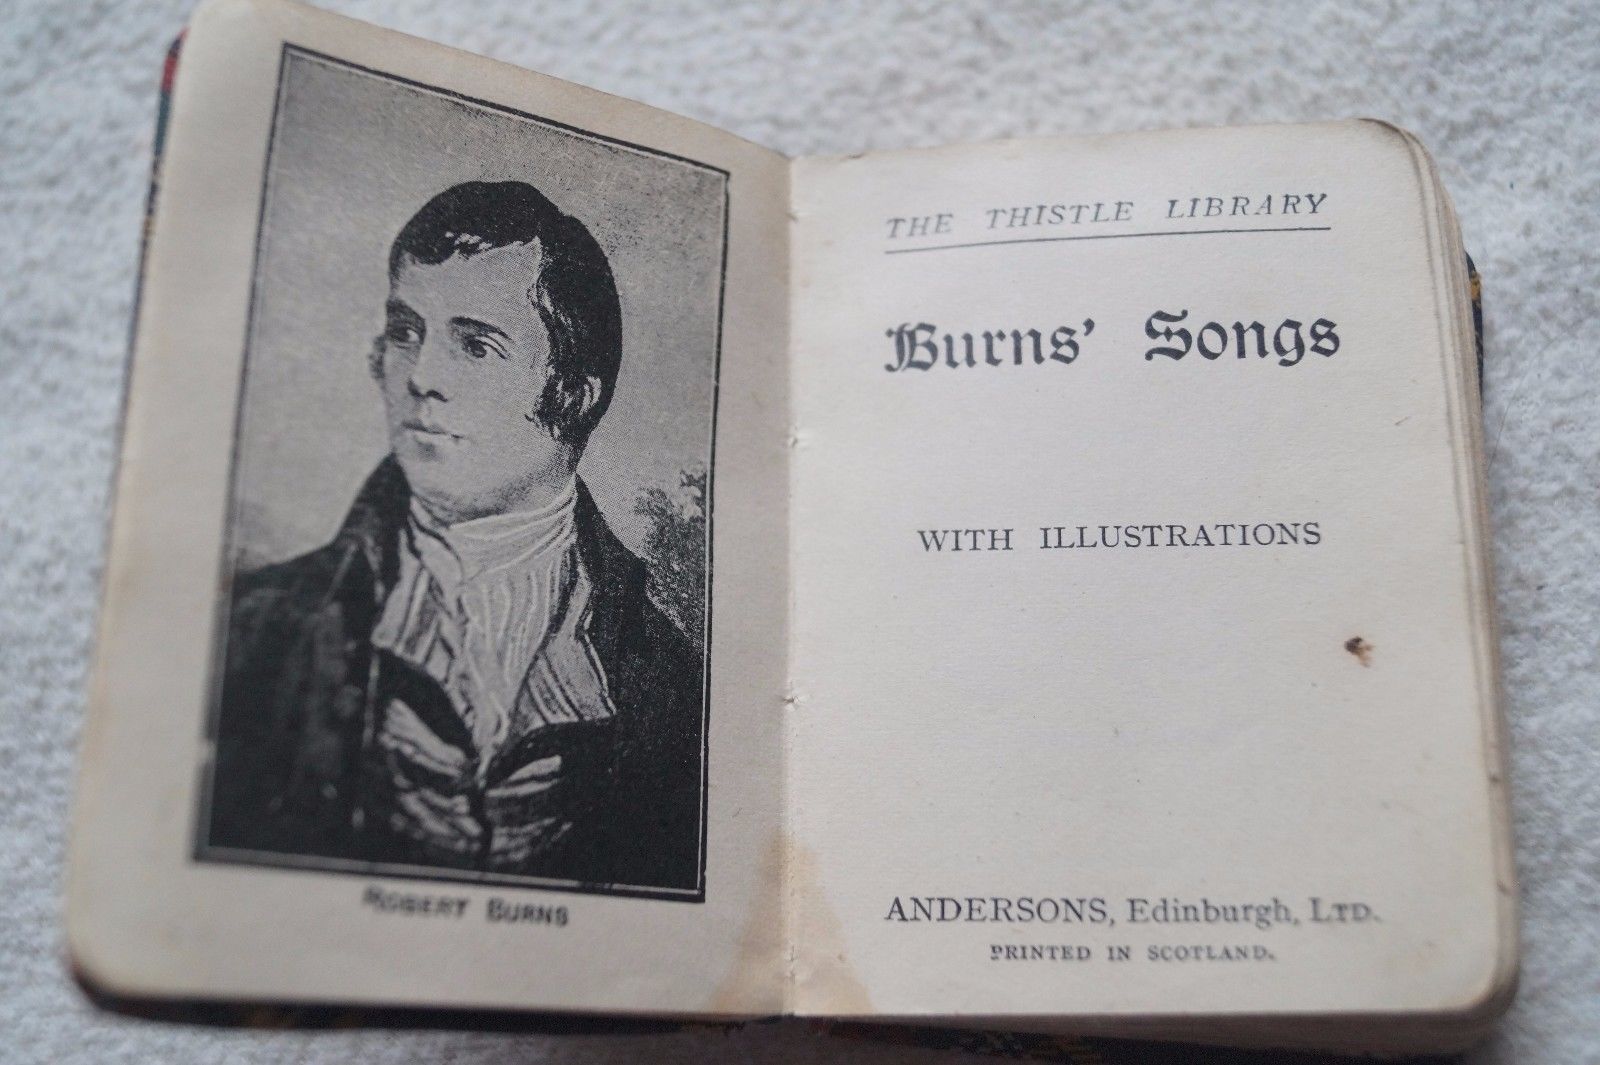 ROBERT BURNS
THE THISTLE LIBRARY
Burns' Songs
WITH ILLUSTRATIONS
ANDERSONS, Edinburgh, LTD.
PRINTED IN SCOTLAND.